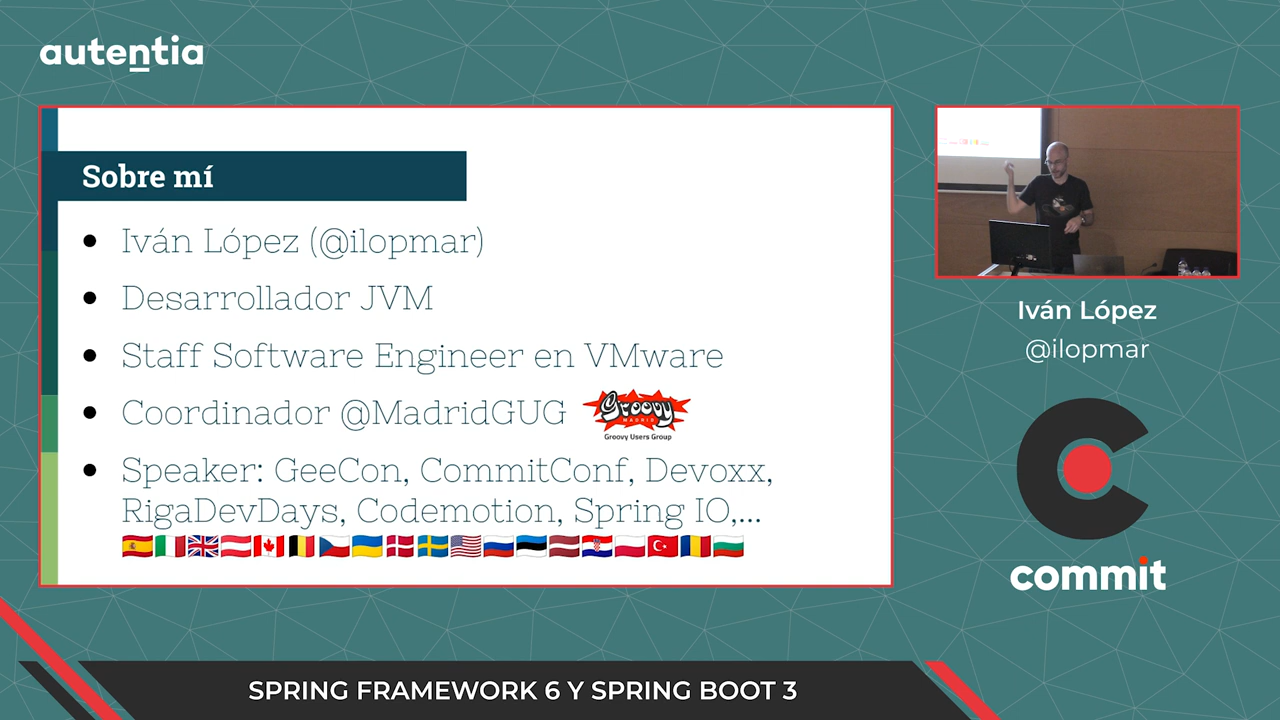 autentia
Sobre mí
Iván López (@ilopmar)
Desarrollador JVM
Staff Software Engineer en VMware
Coordinador @MadridGUG
Groovy
MADRID
Groovy Users Group
Speaker: GeeCon, CommitConf, Devoxx,
RigaDevDays, Codemotion, Spring IO,...
Iván López
@ilopmar
commit
SPRING FRAMEWORK 6 Y SPRING BOOT 3